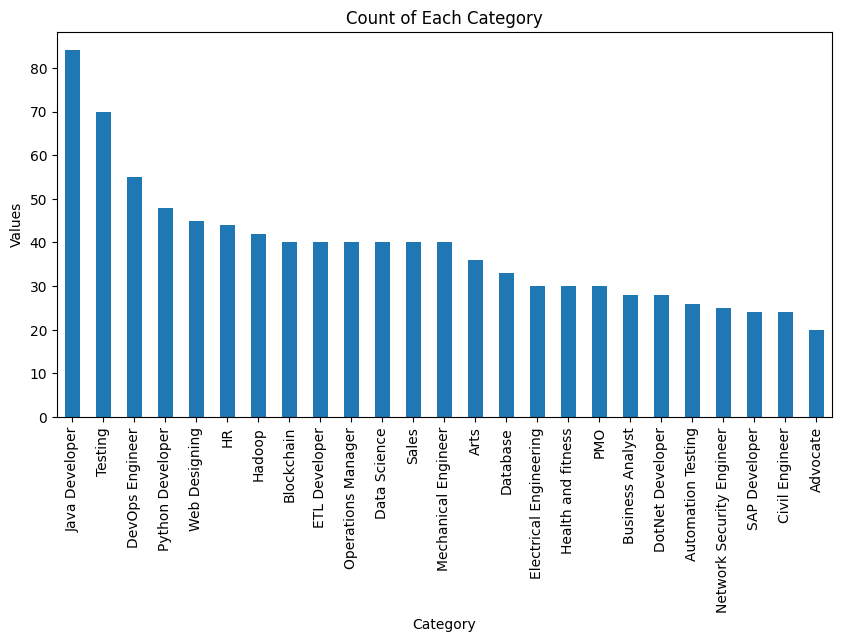 Count of Each Category
Values
80
70
60
50
40
30
20
10
0
Java Developer
Testing
DevOps Engineer
Python Developer
Web Designing
HR
Hadoop
Blockchain
ETL Developer
Operations Manager
Data Science
Sales
Mechanical Engineer
Arts
Database
Electrical Engineering
Health and fitness
PMO
Business Analyst
DotNet Developer
Automation Testing
Network Security Engineer
SAP Developer
Civil Engineer
Advocate
Category